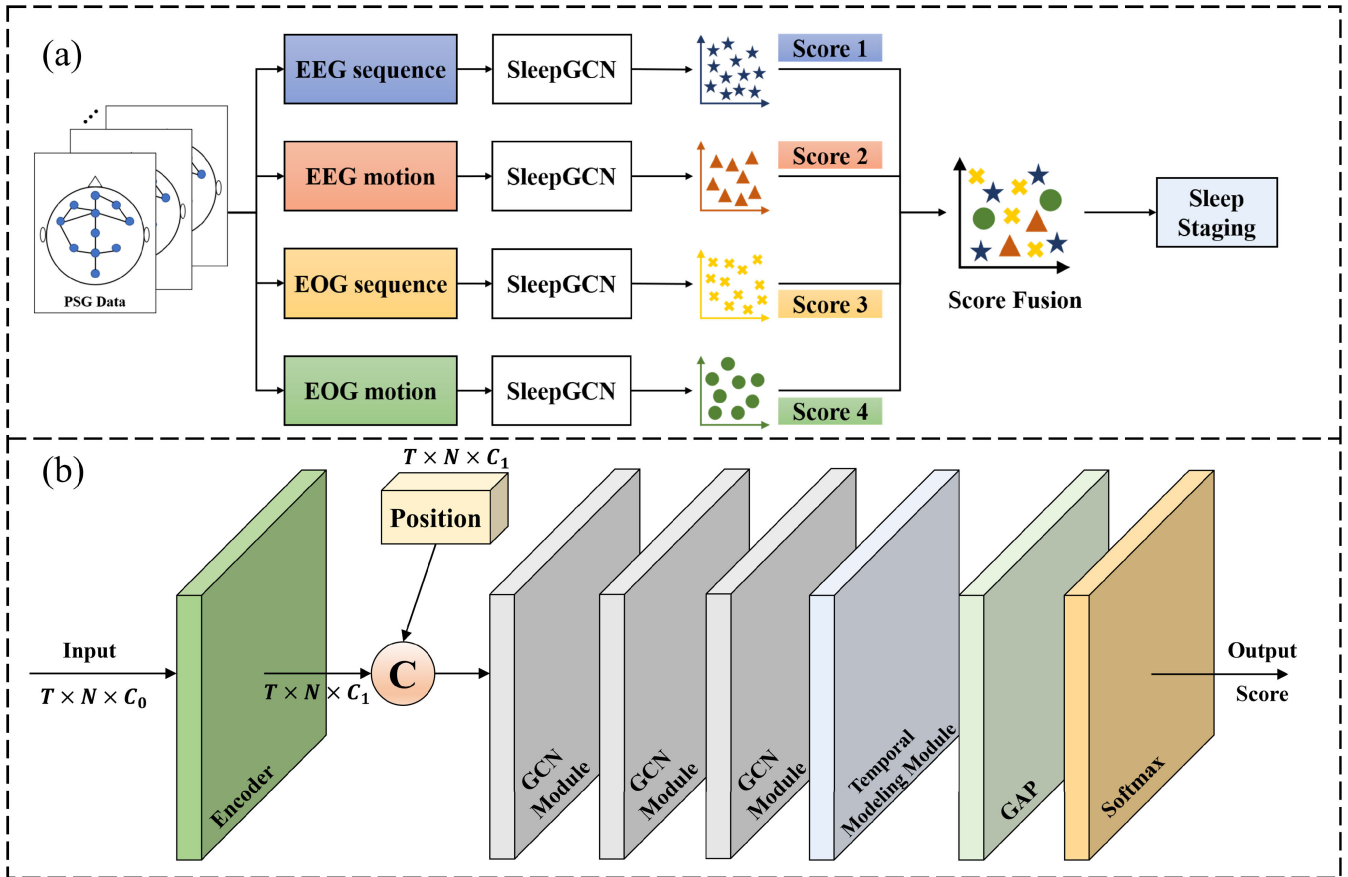 (a)
PSG Data
EEG sequence
SleepGCN
Score 1
EEG motion
SleepGCN
Score 2
EOG sequence
SleepGCN
Score 3
EOG motion
SleepGCN
Score 4
Score Fusion
Sleep
Staging
(b)
T × N × C₁
Position
Input
T × N × C₀
Encoder
T × N × C₁
C
GCN
Module
GCN
Module
GCN
Module
Temporal
Modeling Module
GAP
Softmax
Output
Score